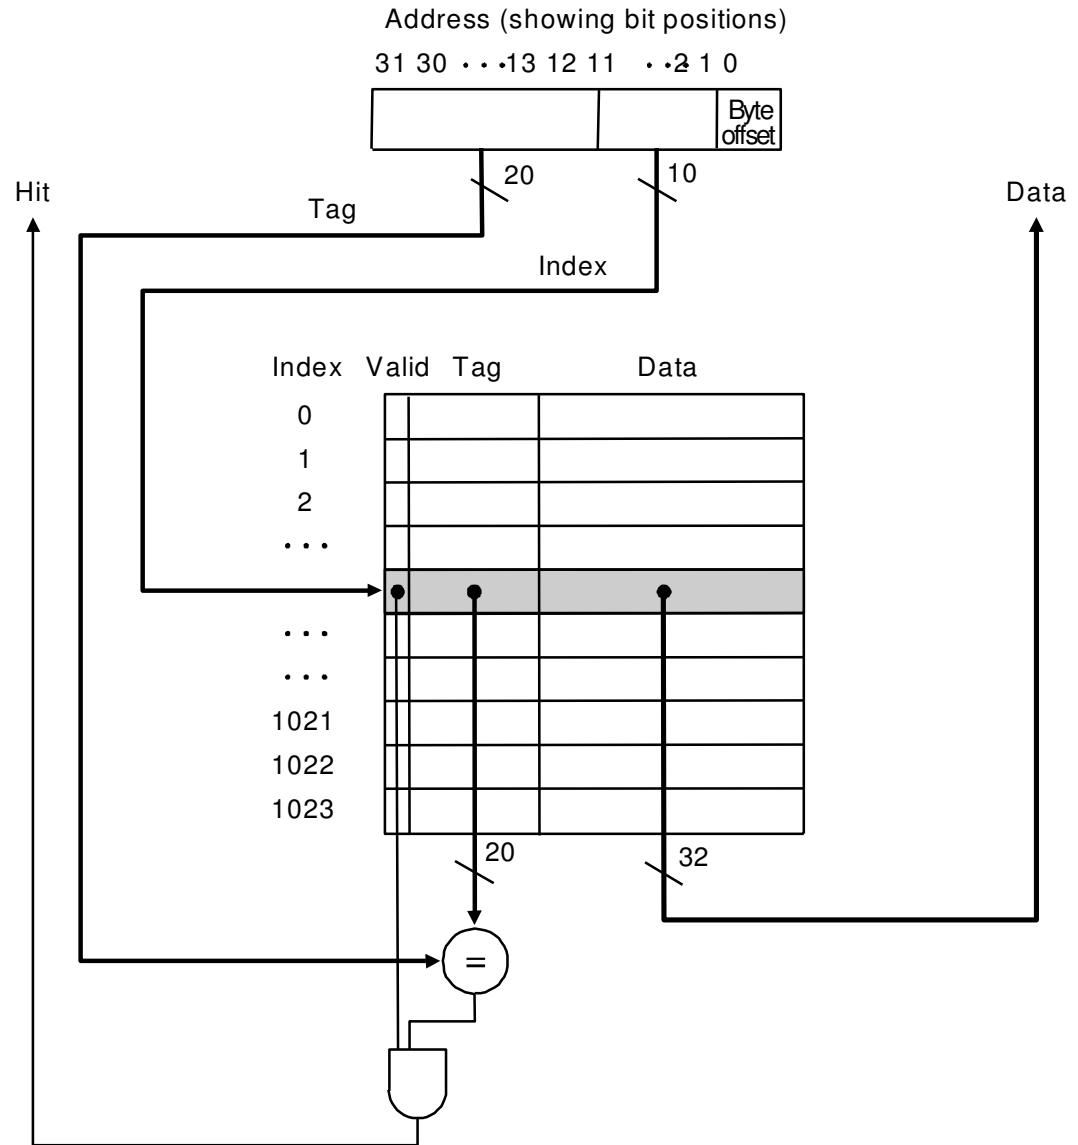 Address (showing bit positions)
31 30 ···13 12 11 ···2 1 0
Byte
offset
20
10
Hit
Data
Tag
Index
Index Valid Tag Data
0
1
2
···
···
···
1021
1022
1023
20
32
=